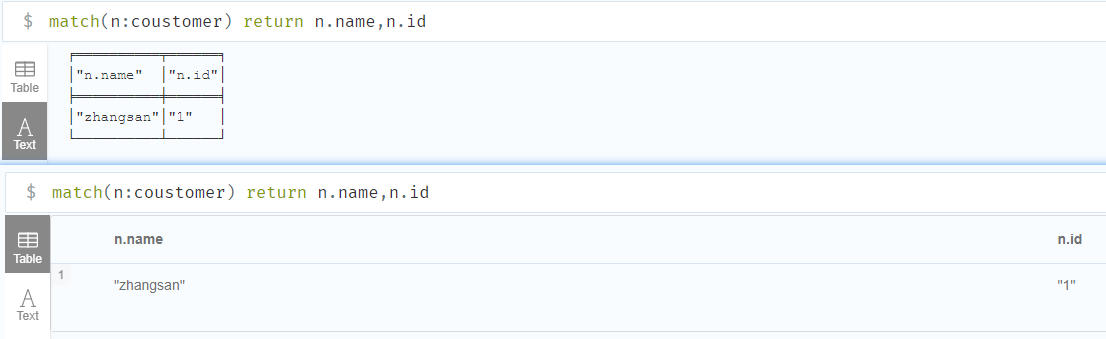 $ match(n:coustomer) return n.name,n.id
Table
A
Text
"n.name" "n.id"
"zhangsan" "1"
$ match(n:coustomer) return n.name,n.id
Table
A
Text
n.name n.id
1
"zhangsan" "1"